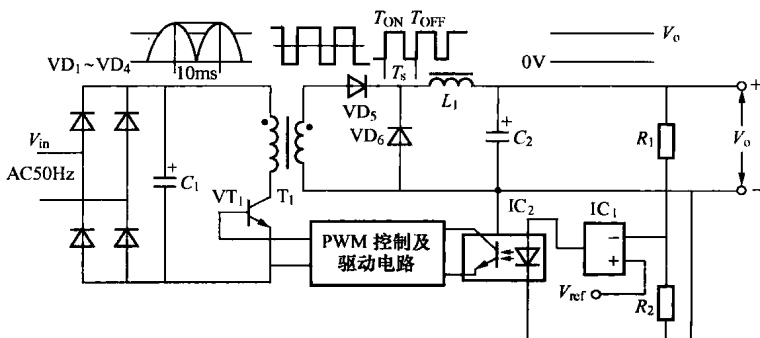 T_ON T_OFF
V_o
0V
10ms
T_s
VD₁~VD₄
VD₅
L₁
+
V_in
VD₆
+
C₂
R₁
V_o
AC50Hz
+
C₁
VT₁
T₁
IC₂
IC₁
−
PWM 控制及
驱动电路
−
+
V_ref
R₂